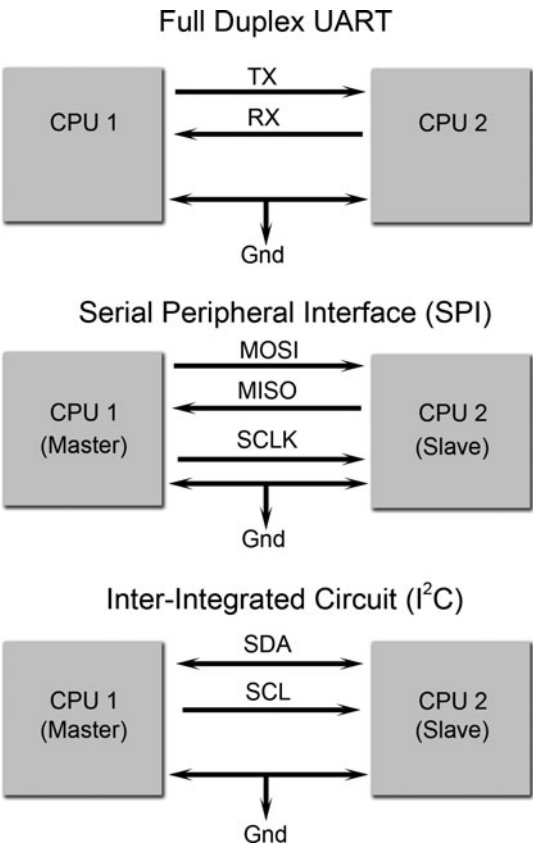 Full Duplex UART
TX
CPU 1
RX
CPU 2
Gnd
Serial Peripheral Interface (SPI)
MOSI
MISO
CPU 1
(Master)
CPU 2
(Slave)
SCLK
Gnd
Inter-Integrated Circuit (I²C)
SDA
CPU 1
(Master)
SCL
CPU 2
(Slave)
Gnd